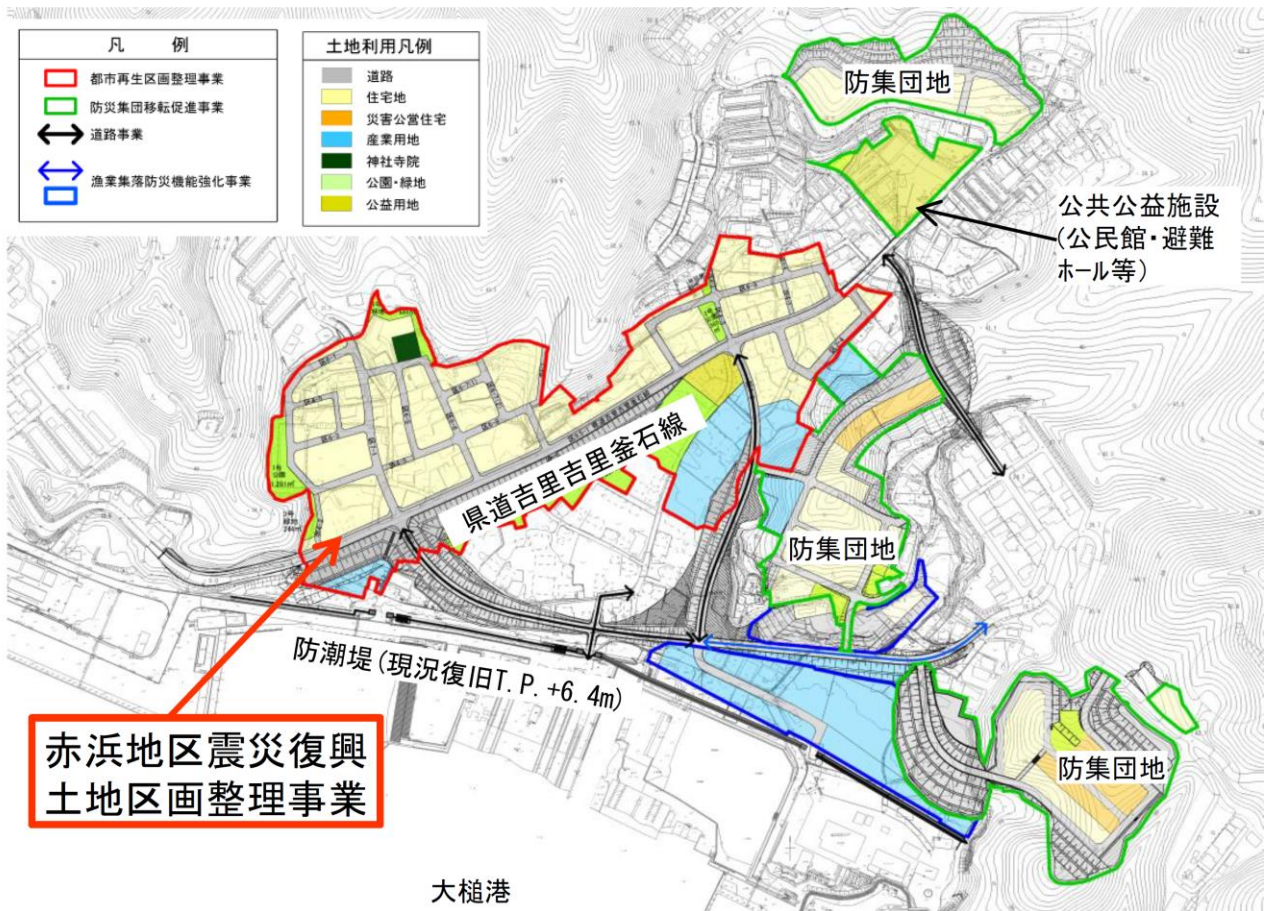 凡　例
都市再生区画整理事業
防災集団移転促進事業
道路事業
漁業集落防災機能強化事業
土地利用凡例
道路
住宅地
災害公営住宅
産業用地
神社寺院
公園・緑地
公益用地
防集団地
公共公益施設
(公民館・避難
ホール等)
県道吉里吉里釜石線
防集団地
防潮堤(現況復旧T.P.+6.4m)
赤浜地区震災復興
土地区画整理事業
防集団地
大槌港